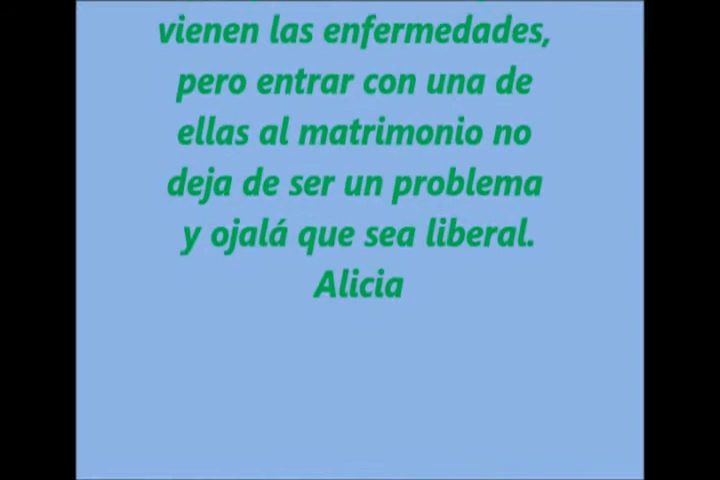 vienen las enfermedades,
pero entrar con una de
ellas al matrimonio no
deja de ser un problema
y ojalá que sea liberal.
Alicia